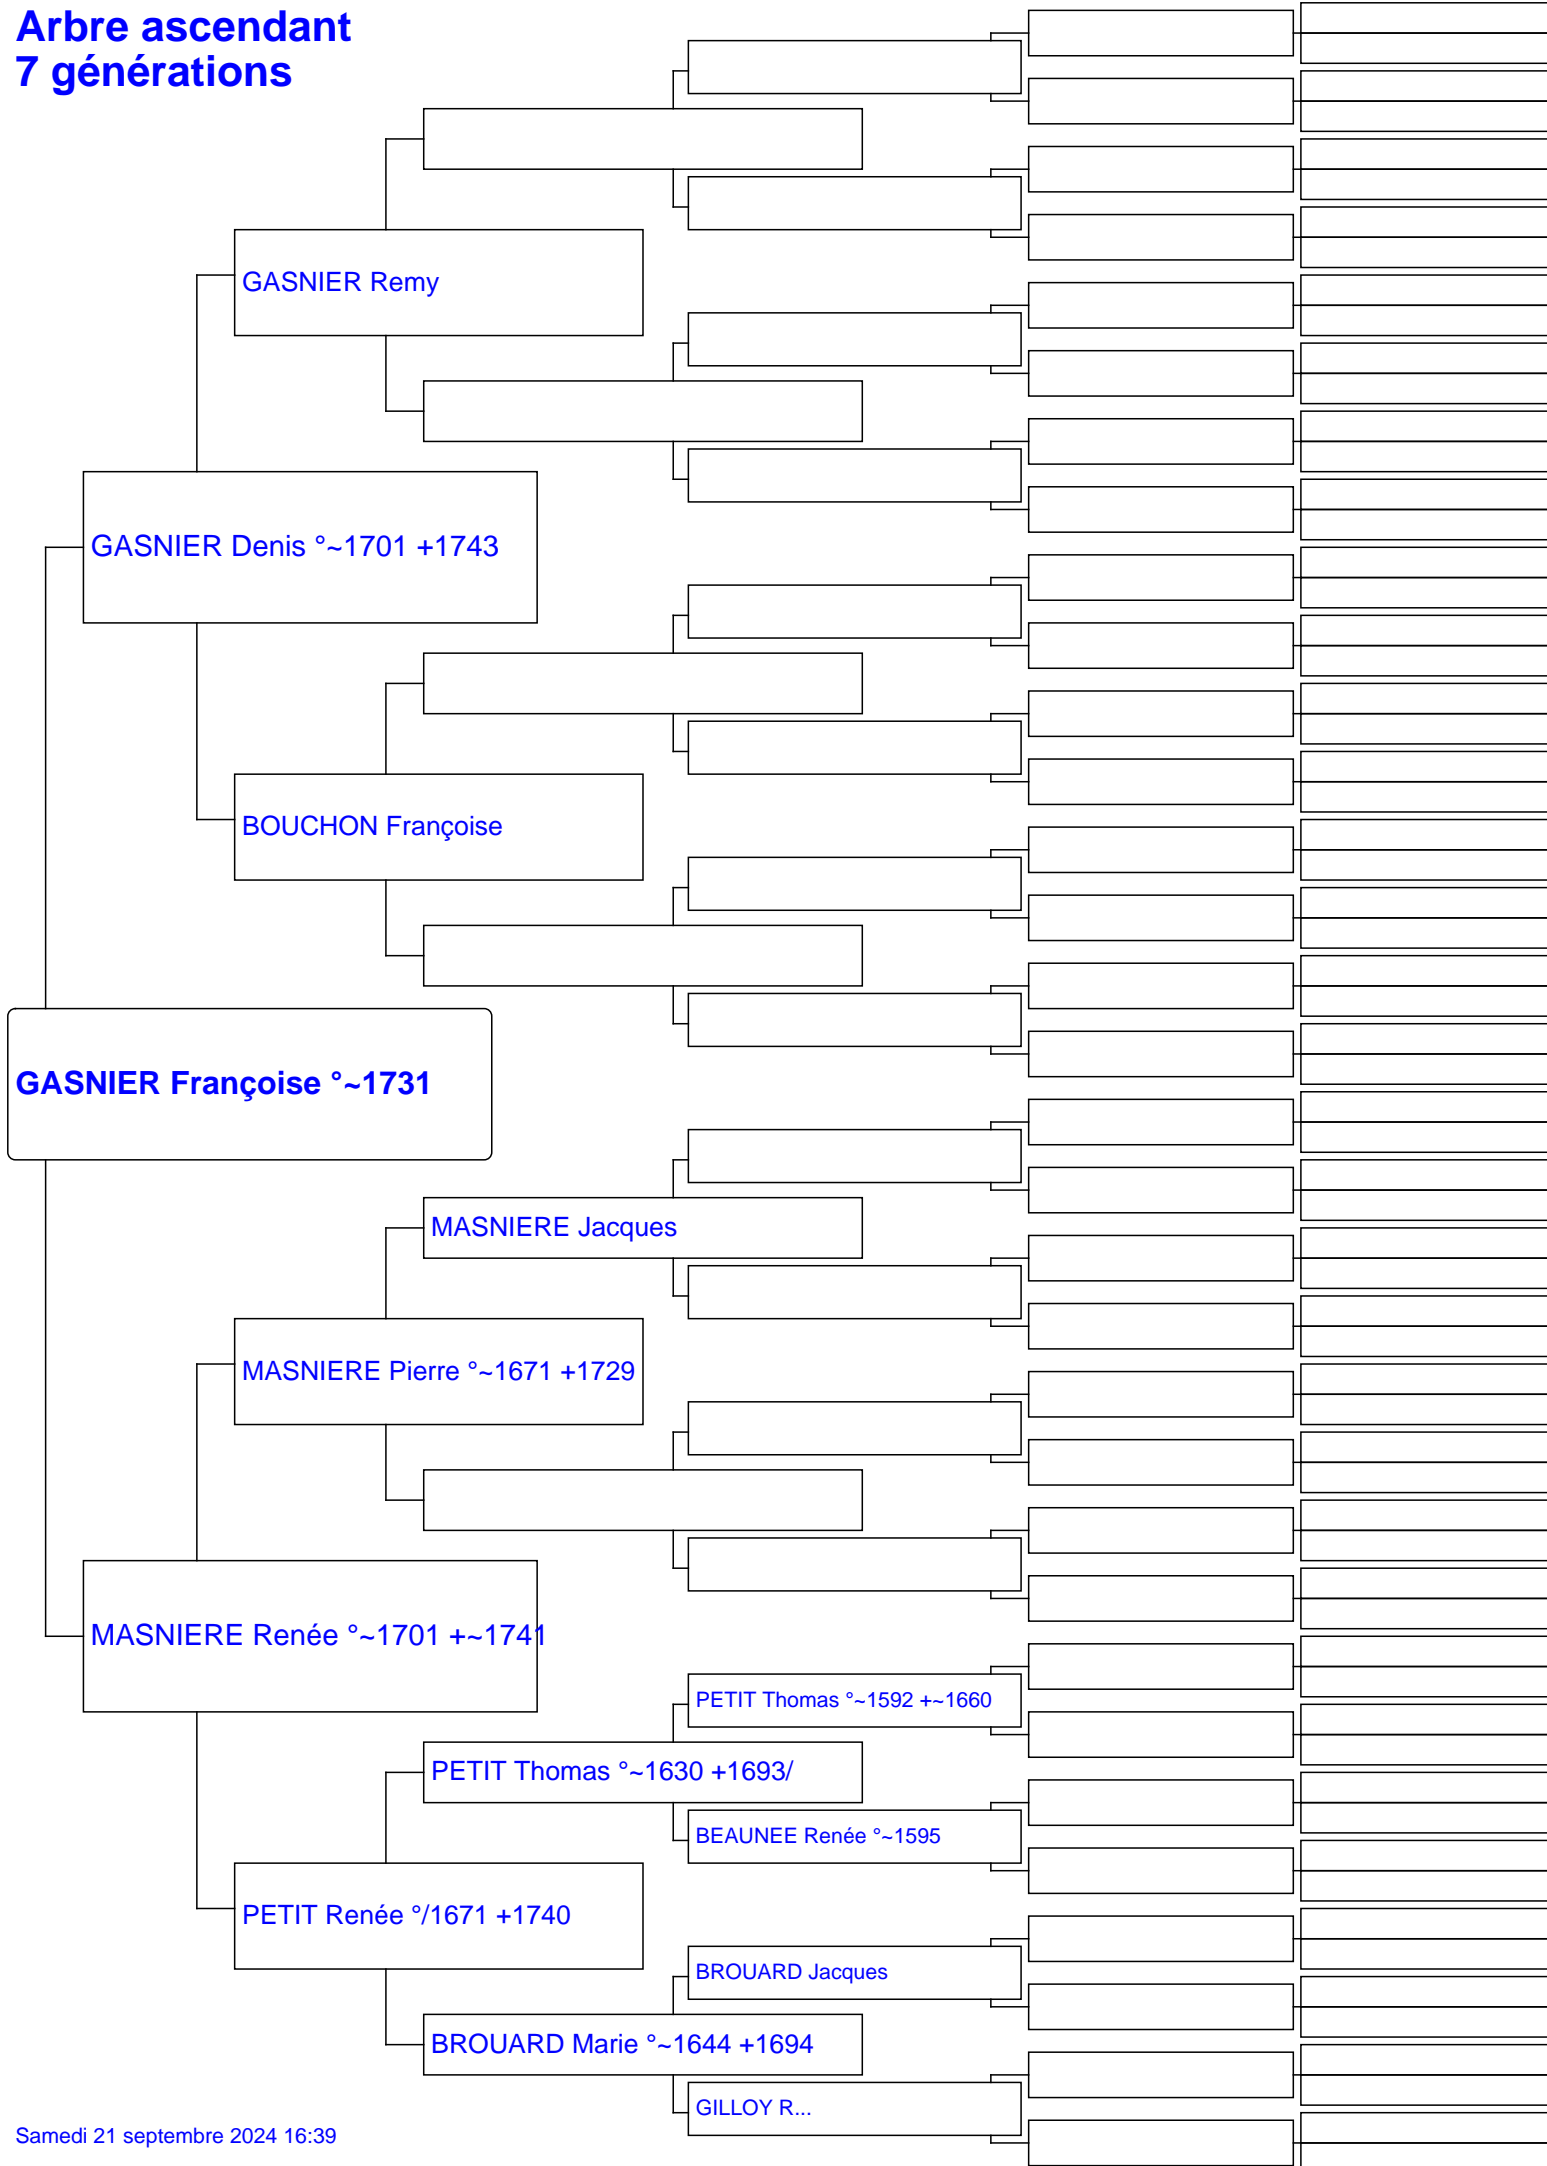 Arbre ascendant
7 générations
GASNIER Remy
GASNIER Denis °~1701 +1743
BOUCHON Françoise
GASNIER Françoise °~1731
MASNIERE Jacques
MASNIERE Pierre °~1671 +1729
MASNIERE Renée °~1701 +~1741
PETIT Thomas °~1592 +~1660
PETIT Thomas °~1630 +1693/
BEAUNEE Renée °~1595
PETIT Renée °/1671 +1740
BROUARD Jacques
BROUARD Marie °~1644 +1694
GILLOY R...
Samedi 21 septembre 2024 16:39